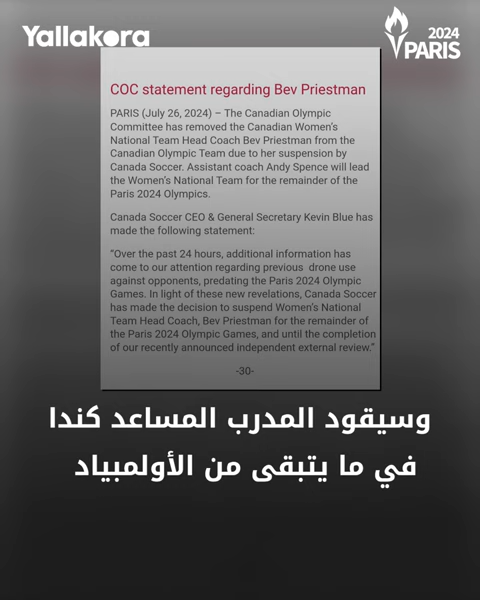 Yallakora
2024
PARIS
COC statement regarding Bev Priestman
PARIS (July 26, 2024) – The Canadian Olympic
Committee has removed the Canadian Women's
National Team Head Coach Bev Priestman from the
Canadian Olympic Team due to her suspension by
Canada Soccer. Assistant coach Andy Spence will lead
the Women's National Team for the remainder of the
Paris 2024 Olympics.
Canada Soccer CEO & General Secretary Kevin Blue has
made the following statement:
"Over the past 24 hours, additional information has
come to our attention regarding previous drone use
against opponents, predating the Paris 2024 Olympic
Games. In light of these new revelations, Canada Soccer
has made the decision to suspend Women's National
Team Head Coach, Bev Priestman for the remainder of
the Paris 2024 Olympic Games, and until the completion
of our recently announced independent external review."
-30-
وسيقود المدرب المساعد كندا
في ما يتبقى من الأولمبياد